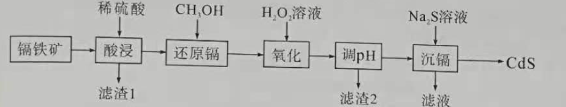 稀硫酸 CH3OH H2O2溶液 Na2S溶液
镉铁矿 酸浸 还原镉 氧化 调pH 沉镉 CdS
滤渣1 滤渣2 滤液